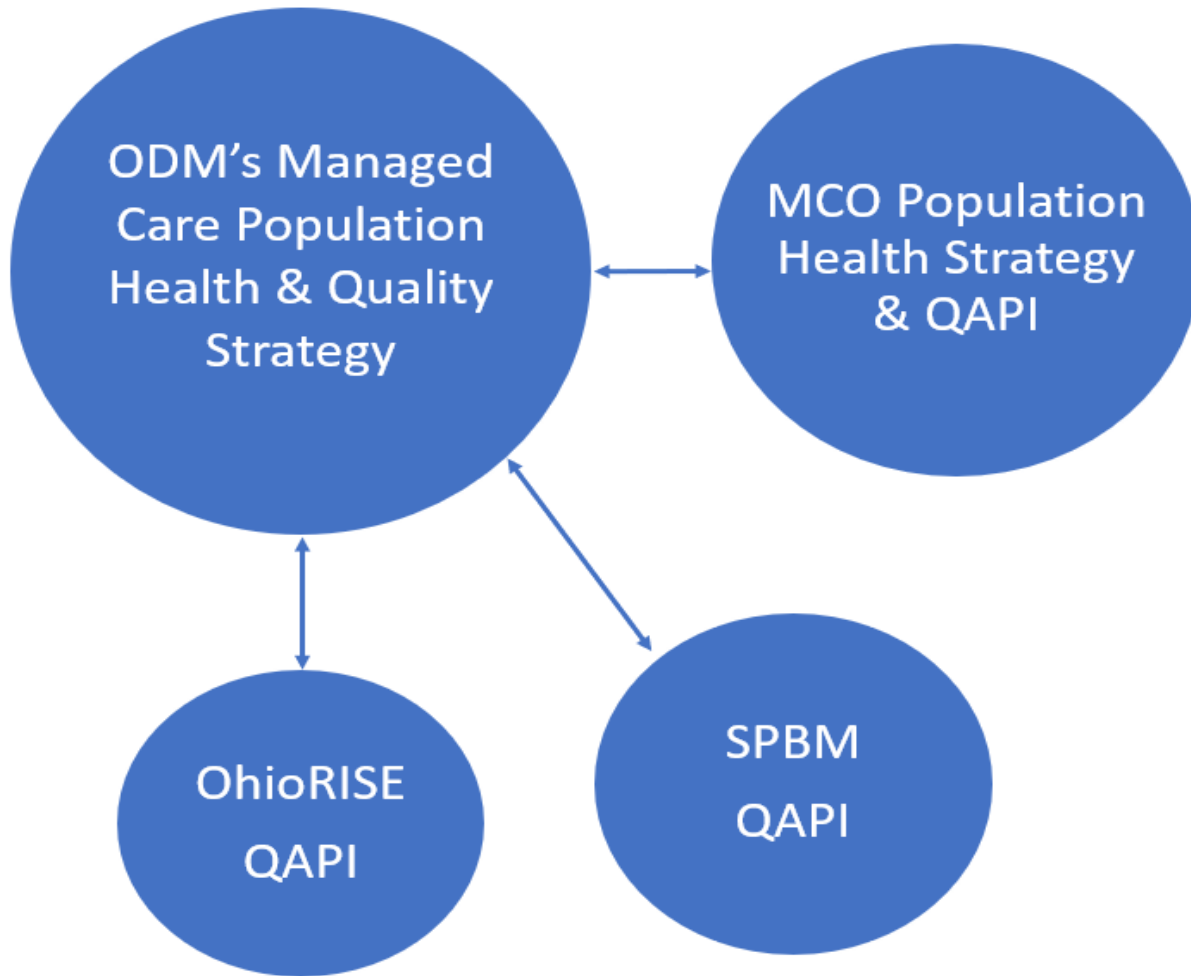 ODM’s Managed
Care Population
Health & Quality
Strategy
MCO Population
Health Strategy
& QAPI
OhioRISE
QAPI
SPBM
QAPI